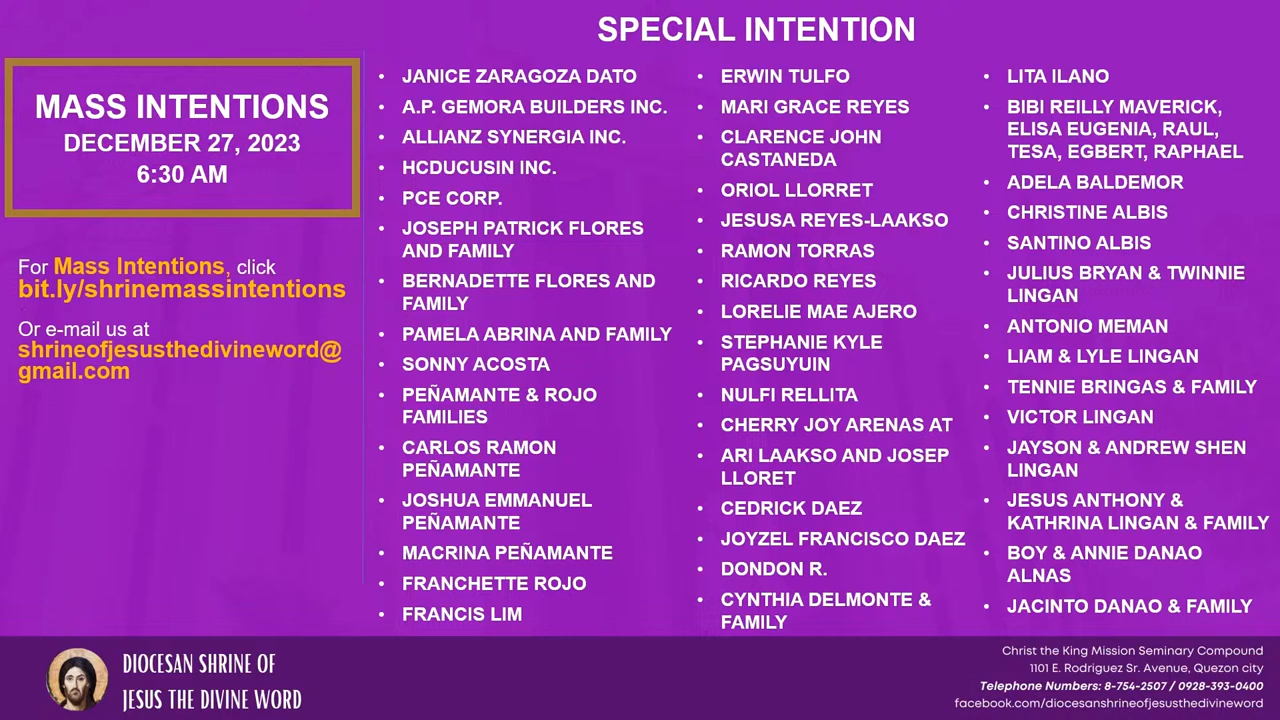 SPECIAL INTENTION
MASS INTENTIONS
DECEMBER 27, 2023
6:30 AM
For Mass Intentions, click
bit.ly/shrinemassintentions
Or e-mail us at
shrineofjesusthedivineword@
gmail.com
• JANICE ZARAGOZA DATO
• A.P. GEMORA BUILDERS INC.
• ALLIANZ SYNERGIA INC.
• HCDUCUSIN INC.
• PCE CORP.
• JOSEPH PATRICK FLORES
AND FAMILY
• BERNADETTE FLORES AND
FAMILY
• PAMELA ABRINA AND FAMILY
• SONNY ACOSTA
• PEÑAMANTE & ROJO
FAMILIES
• CARLOS RAMON
PEÑAMANTE
• JOSHUA EMMANUEL
PEÑAMANTE
• MACRINA PEÑAMANTE
• FRANCHETTE ROJO
• FRANCIS LIM
• ERWIN TULFO
• MARI GRACE REYES
• CLARENCE JOHN
CASTANEDA
• ORIOL LLORRET
• JESUSA REYES-LAAKSO
• RAMON TORRAS
• RICARDO REYES
• LORELIE MAE AJERO
• STEPHANIE KYLE
PAGSUYUIN
• NULFI RELLITA
• CHERRY JOY ARENAS AT
• ARI LAAKSO AND JOSEP
LLORET
• CEDRICK DAEZ
• JOYZEL FRANCISCO DAEZ
• DONDON R.
• CYNTHIA DELMONTE &
FAMILY
• LITA ILANO
• BIBI REILLY MAVERICK,
ELISA EUGENIA, RAUL,
TESA, EGBERT, RAPHAEL
• ADELA BALDEMOR
• CHRISTINE ALBIS
• SANTINO ALBIS
• JULIUS BRYAN & TWINNIE
LINGAN
• ANTONIO MEMAN
• LIAM & LYLE LINGAN
• TENNIE BRINGAS & FAMILY
• VICTOR LINGAN
• JAYSON & ANDREW SHEN
LINGAN
• JESUS ANTHONY &
KATHRINA LINGAN & FAMILY
• BOY & ANNIE DANAO
ALNAS
• JACINTO DANAO & FAMILY
DIOCESAN SHRINE OF
JESUS THE DIVINE WORD
Christ the King Mission Seminary Compound
1101 E. Rodriguez Sr. Avenue, Quezon city
Telephone Numbers: 8-754-2507 / 0928-393-0400
facebook.com/diocesanshrineofjesusthedivineword